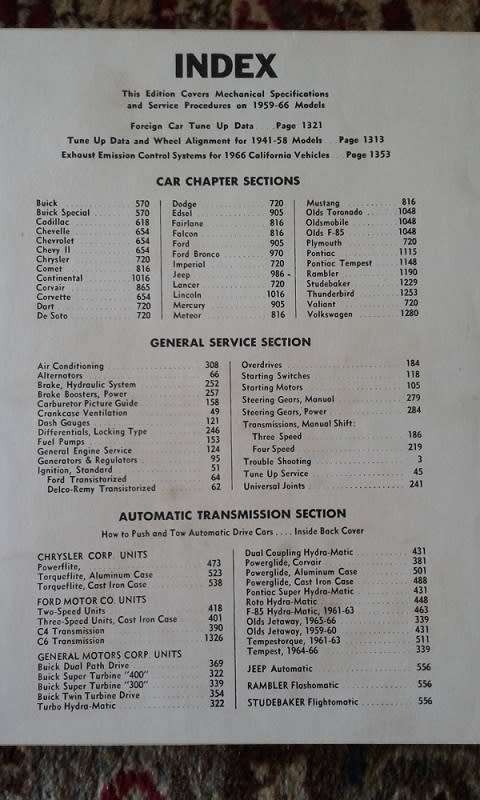 INDEX
This Edition Covers Mechanical Specifications
and Service Procedures on 1959-66 Models
Foreign Car Tune Up Data .... Page 1321
Tune Up Data and Wheel Alignment for 1941-58 Models .. Page 1313
Exhaust Emission Control Systems for 1966 California Vehicles .. Page 1353
CAR CHAPTER SECTIONS
Buick 570
Buick Special 570
Cadillac 618
Chevelle 654
Chevrolet 654
Chevy II 654
Chrysler 720
Comet 816
Continental 1016
Corvair 865
Corvette 654
Dart 720
De Soto 720
Dodge 720
Edsel 905
Fairlane 816
Falcon 816
Ford 905
Ford Bronco 970
Imperial 720
Jeep 986
Lancer 720
Lincoln 1016
Mercury 905
Meteor 816
Mustang 816
Olds Toronado 1048
Oldsmobile 1048
Olds F-85 1048
Plymouth 720
Pontiac 1115
Pontiac Tempest 1148
Rambler 1190
Studebaker 1229
Thunderbird 1253
Valiant 720
Volkswagen 1280
GENERAL SERVICE SECTION
Air Conditioning 308
Alternators 66
Brake, Hydraulic System 252
Brake Boosters, Power 257
Carburetor Picture Guide 158
Crankcase Ventilation 49
Dash Gauges 121
Differentials, Locking Type 246
Fuel Pumps 153
General Engine Service 124
Generators & Regulators 95
Ignition, Standard 51
Ford Transistorized 64
Delco-Remy Transistorized 62
Overdrives 184
Starting Switches 118
Starting Motors 105
Steering Gears, Manual 279
Steering Gears, Power 284
Transmissions, Manual Shift:
Three Speed 186
Four Speed 219
Trouble Shooting 3
Tune Up Service 45
Universal Joints 241
AUTOMATIC TRANSMISSION SECTION
How to Push and Tow Automatic Drive Cars .... Inside Back Cover
CHRYSLER CORP. UNITS
Powerflite, 473
Torqueflite, Aluminum Case 523
Torqueflite, Cast Iron Case 538
FORD MOTOR CO. UNITS
Two-Speed Units 418
Three-Speed Units, Cast Iron Case 401
C4 Transmission 390
C6 Transmission 1326
GENERAL MOTORS CORP. UNITS
Buick Dual Path Drive 369
Buick Super Turbine "400" 322
Buick Super Turbine "300" 339
Buick Twin Turbine Drive 354
Turbo Hydra-Matic 322
Dual Coupling Hydra-Matic 431
Powerglide, Corvair 381
Powerglide, Aluminum Case 501
Powerglide, Cast Iron Case 488
Pontiac Super Hydra-Matic 431
Roto Hydra-Matic 448
F-85 Hydra-Matic, 1961-63 463
Olds Jetaway, 1965-66 339
Olds Jetaway, 1959-60 431
Tempestorque, 1961-63 511
Tempest, 1964-66 339
JEEP Automatic 556
RAMBLER Flashomatic 556
STUDEBAKER Flightomatic 556